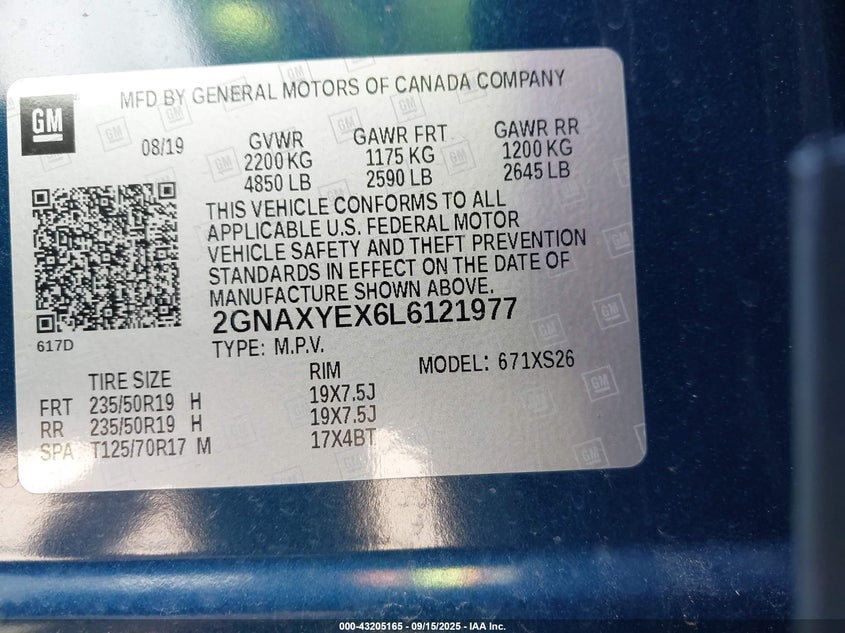 MFD BY GENERAL MOTORS OF CANADA COMPANY
GM
08/19
GVWR GAWR FRT GAWR RR
2200 KG 1175 KG 1200 KG
4850 LB 2590 LB 2645 LB
THIS VEHICLE CONFORMS TO ALL
APPLICABLE U.S. FEDERAL MOTOR
VEHICLE SAFETY AND THEFT PREVENTION
STANDARDS IN EFFECT ON THE DATE OF
MANUFACTURE SHOWN ABOVE.
2GNAXYEX6L6121977
617D
TYPE: M.P.V. MODEL: 671XS26
TIRE SIZE RIM
FRT 235/50R19 H 19X7.5J
RR 235/50R19 H 19X7.5J
SPA T125/70R17 M 17X4BT
000-43205165 - 09/15/2025 - IAA Inc.